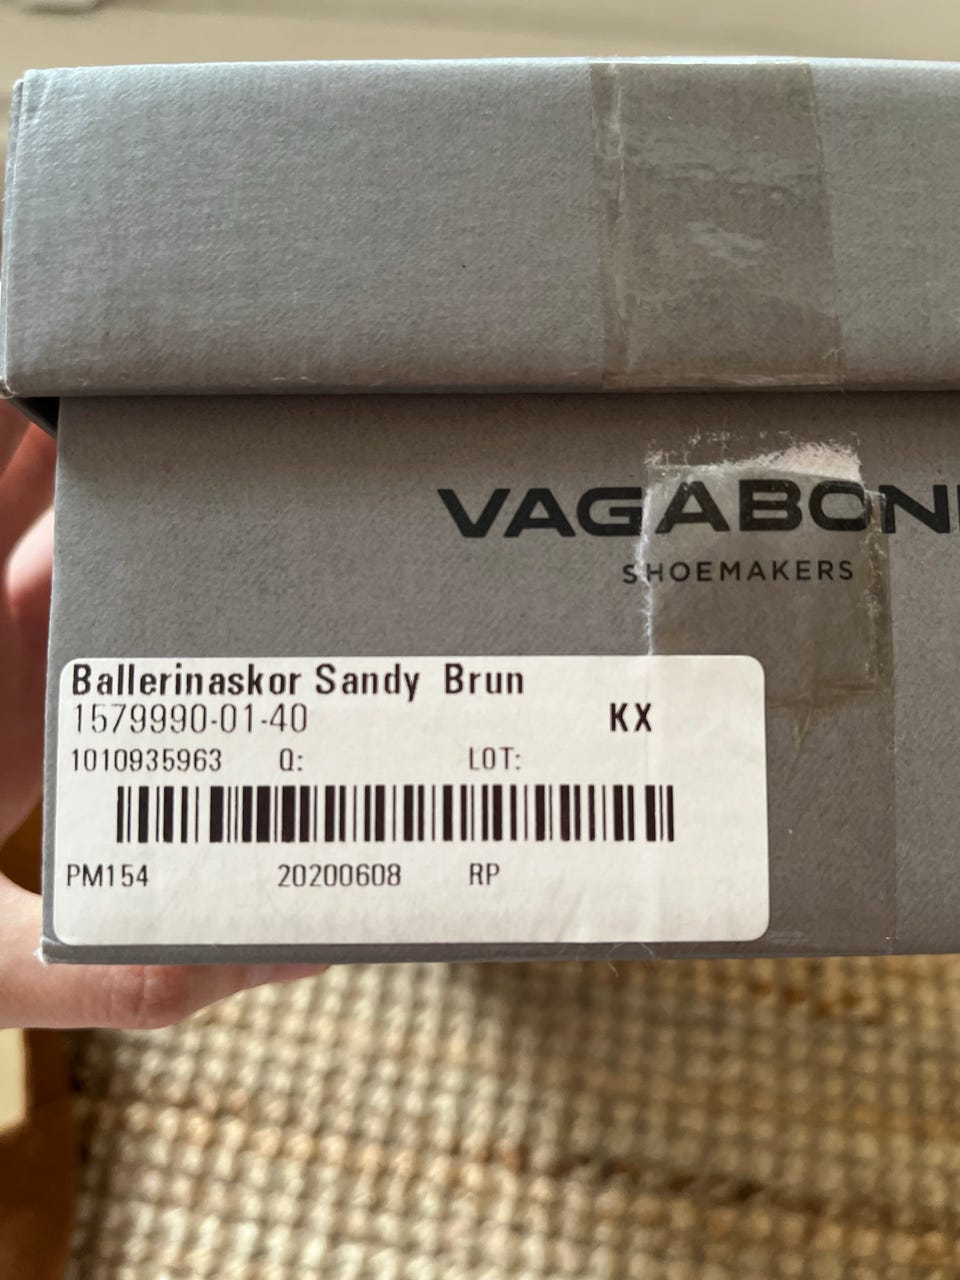 VAGABON
SHOEMAKERS
Ballerinaskor Sandy Brun
1579990-01-40 KX
1010935963 Q: LOT:
PM154 20200608 RP